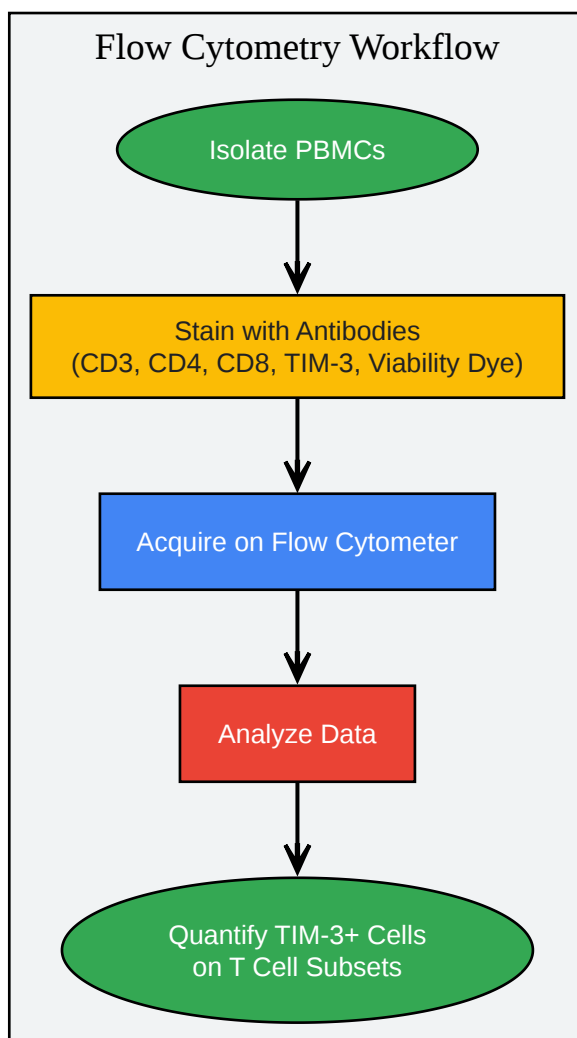 Flow Cytometry Workflow
Isolate PBMCs
Stain with Antibodies
(CD3, CD4, CD8, TIM-3, Viability Dye)
Acquire on Flow Cytometer
Analyze Data
Quantify TIM-3+ Cells
on T Cell Subsets